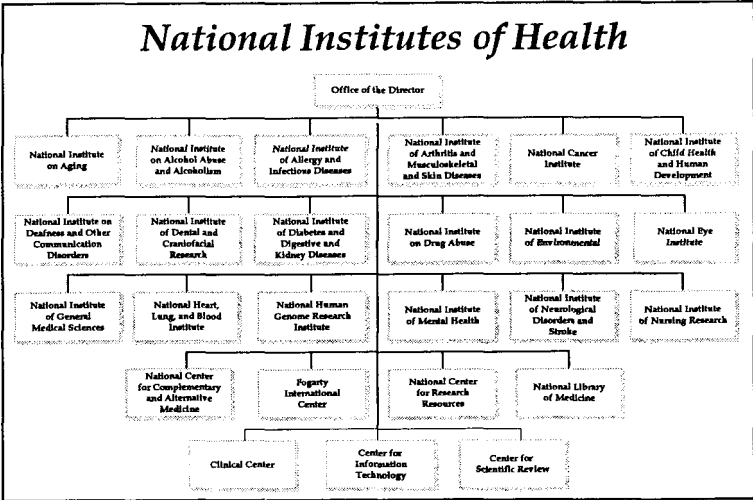 National Institutes of Health
Office of the Director
National Institute
on Aging
National Institute
on Alcohol Abuse
and Alcoholism
National Institute
of Allergy and
Infectious Diseases
National Institute
of Arthritis and
Musculoskeletal
and Skin Diseases
National Cancer
Institute
National Institute
of Child Health
and Human
Development
National Institute on
Deafness and Other
Communication
Disorders
National Institute
of Dental and
Craniofacial
Research
National Institute
of Diabetes and
Digestive and
Kidney Diseases
National Institute
on Drug Abuse
National Institute
of Environmental
National Eye
Institute
National Institute
of General
Medical Sciences
National Heart,
Lung, and Blood
Institute
National Human
Genome Research
Institute
National Institute
of Mental Health
National Institute
of Neurological
Disorders and
Stroke
National Institute
of Nursing Research
National Center
for Complementary
and Alternative
Medicine
Fogarty
International
Center
National Center
for Research
Resources
National Library
of Medicine
Clinical Center
Center for
Information
Technology
Center for
Scientific Review